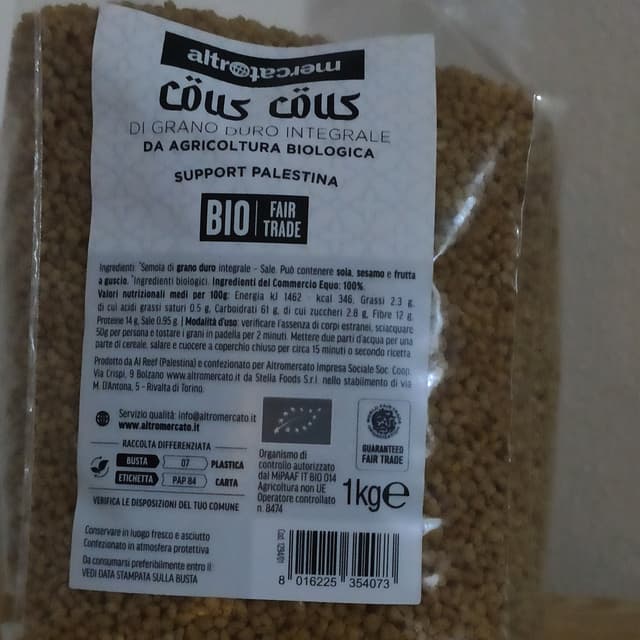 altromercato
cöus cöus
DI GRANO DURO INTEGRALE
DA AGRICOLTURA BIOLOGICA
SUPPORT PALESTINA
BIO FAIR
TRADE
Ingredienti: *Semola di grano duro integrale - Sale. Può contenere soia, sesamo e frutta
a guscio. *Ingredienti biologici. Ingredienti del Commercio Equo: 100%.
Valori nutrizionali medi per 100g: Energia kJ 1462 - kcal 346, Grassi 2.3 g,
di cui acidi grassi saturi 0.5 g, Carboidrati 61 g, di cui zuccheri 2.8 g, Fibre 12 g,
Proteine 14 g, Sale 0.95 g. | Modalità d'uso: verificare l'assenza di corpi estranei, sciacquare
50g per persona e tostare i grani in padella per 2 minuti. Mettere due parti d'acqua per una
parte di cereale, salare e cuocere a coperchio chiuso per circa 15 minuti o secondo ricetta
Prodotto da Al Reef (Palestina) e confezionato per Altromercato Impresa Sociale Soc. Coop.
Via Crispi, 9 Bolzano www.altromercato.it da Stella Foods S.r.l. nello stabilimento di via
M. D'Antona, 5 - Rivalta di Torino.
Servizio qualità: info@altromercato.it
www.altromercato.it
RACCOLTA DIFFERENZIATA
BUSTA 07 PLASTICA
ETICHETTA PAP 84 CARTA
VERIFICA LE DISPOSIZIONI DEL TUO COMUNE
Organismo di
controllo autorizzato
dal MiPAAF IT BIO 014
Agricoltura non UE
Operatore controllato
n. 8474
GUARANTEED
FAIR TRADE
1kg e
Conservare in luogo fresco e asciutto
Confezionato in atmosfera protettiva
Da consumarsi preferibilmente entro il:
VEDI DATA STAMPATA SULLA BUSTA
8 016225 354073